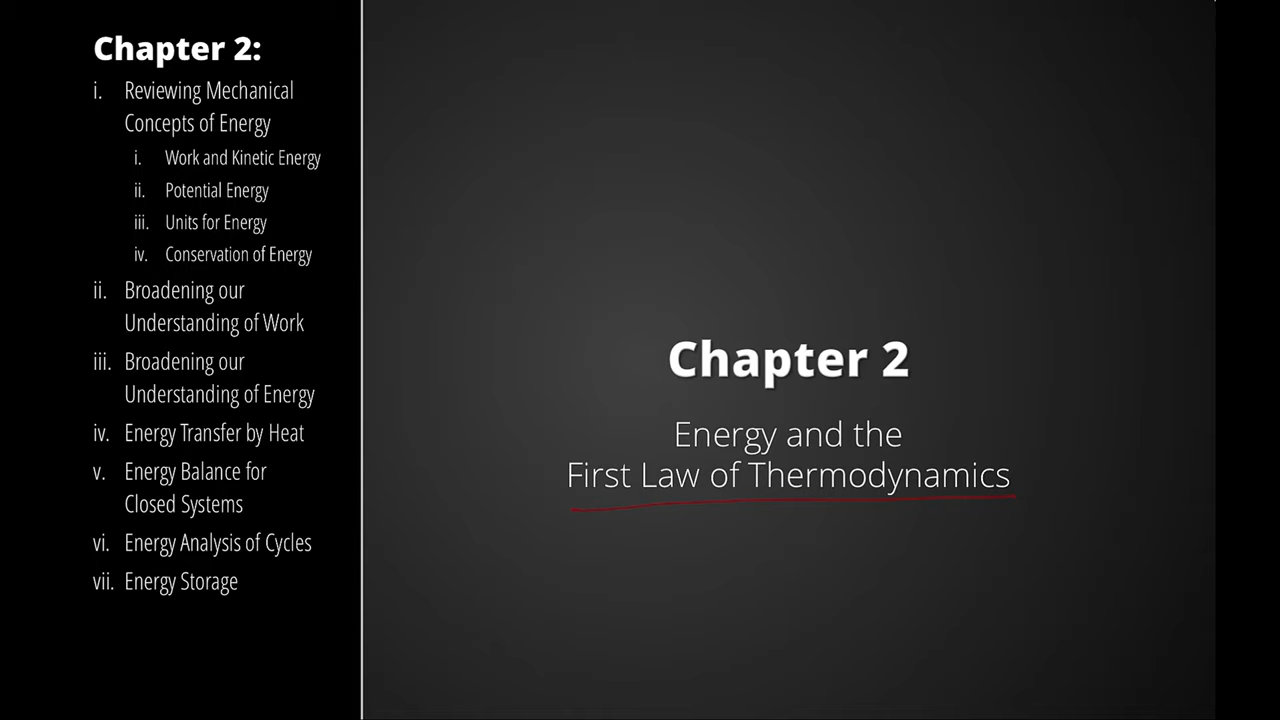 Chapter 2:
i. Reviewing Mechanical
Concepts of Energy
i. Work and Kinetic Energy
ii. Potential Energy
iii. Units for Energy
iv. Conservation of Energy
ii. Broadening our
Understanding of Work
iii. Broadening our
Understanding of Energy
iv. Energy Transfer by Heat
v. Energy Balance for
Closed Systems
vi. Energy Analysis of Cycles
vii. Energy Storage
Chapter 2
Energy and the
First Law of Thermodynamics